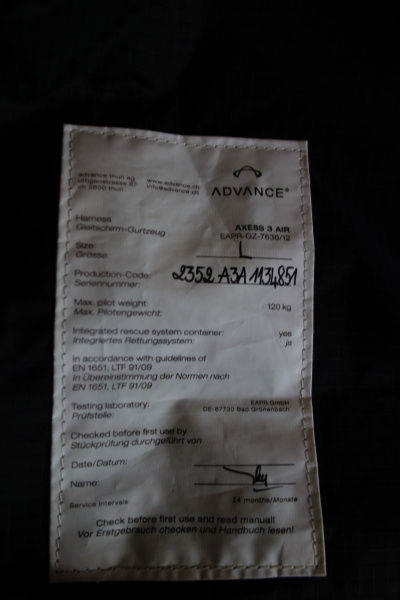 advance thun ag
uttigenstrasse 87
ch 3600 thun
www.advance.ch
info@advance.ch
ADVANCE®
Harness
Gleitschirm-Gurtzeug
AXESS 3 AIR
EAPR-GZ-7636/12
Size:
Grösse:
L
Production-Code:
Seriennummer:
2352 A3A 1134851
Max. pilot weight:
Max. Pilotengewicht:
120 kg
Integrated rescue system container:
Integriertes Rettungssystem:
yes
ja
In accordance with guidelines of
EN 1651, LTF 91/09
In Übereinstimmung der Normen nach
EN 1651, LTF 91/09
Testing laboratory:
Prüfstelle:
EAPR GmbH
DE-87730 Bad Grönenbach
Checked before first use by
Stückprüfung durchgeführt von
Date/Datum:
Name:
Service intervals
24 months/Monate
Check before first use and read manual!
Vor Erstgebrauch checken und Handbuch lesen!